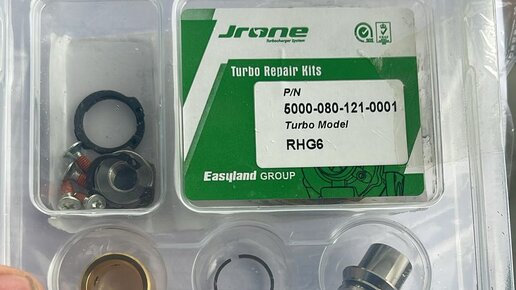 Jrone
Turbocharger System
Turbo Repair Kits
P/N
5000-080-121-0001
Turbo Model
RHG6
Easyland GROUP